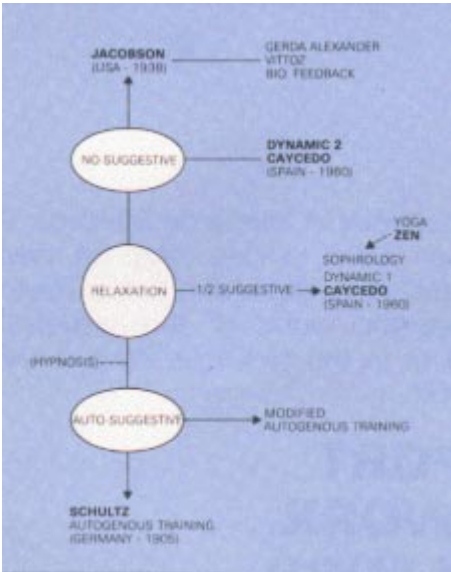 JACOBSON
(USA - 1938)
GERDA ALEXANDER
VITTOZ
BIO. FEEDBACK
NO SUGGESTIVE
DYNAMIC 2
CAYCEDO
(SPAIN - 1960)
YOGA
ZEN
SOPHROLOGY
RELAXATION
1/2 SUGGESTIVE
DYNAMIC 1
CAYCEDO
(SPAIN - 1960)
(HYPNOSIS)
AUTO-SUGGESTIVE
MODIFIED
AUTOGENOUS TRAINING
SCHULTZ
AUTOGENOUS TRAINING
(GERMANY - 1905)